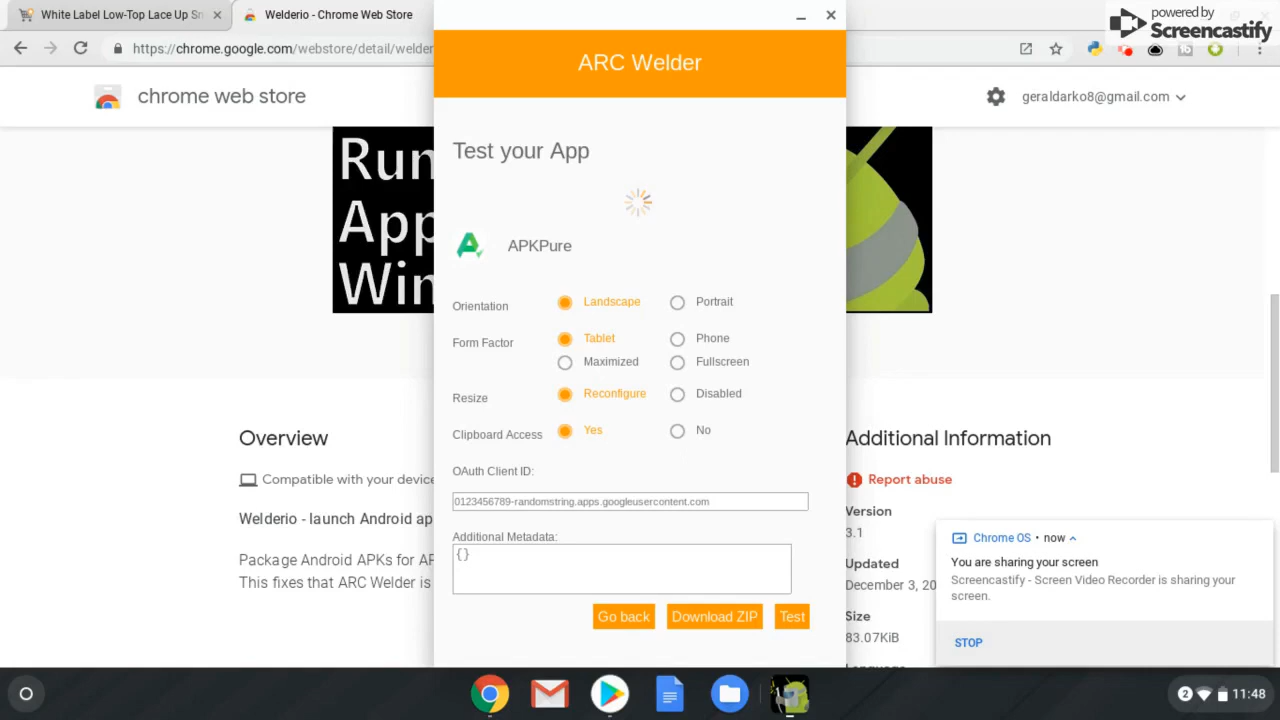 White Label Low-Top Lace Up S
Welderio - Chrome Web Store
powered by
Screencastify
https://chrome.google.com/webstore/detail/welder
chrome web store
geraldarko8@gmail.com
ARC Welder
Run
App
Win
Test your App
APKPure
Orientation
Landscape
Portrait
Form Factor
Tablet
Phone
Maximized
Fullscreen
Resize
Reconfigure
Disabled
Clipboard Access
Yes
No
OAuth Client ID:
0123456789-randomstring.apps.googleusercontent.com
Additional Metadata:
{}
Go back
Download ZIP
Test
Overview
Compatible with your device
Welderio - launch Android ap
Package Android APKs for AR
This fixes that ARC Welder is
Additional Information
Report abuse
Version
3.1
Updated
December 3, 20
Size
83.07KiB
Chrome OS • now
You are sharing your screen
Screencastify - Screen Video Recorder is sharing your
screen.
STOP
2
11:48